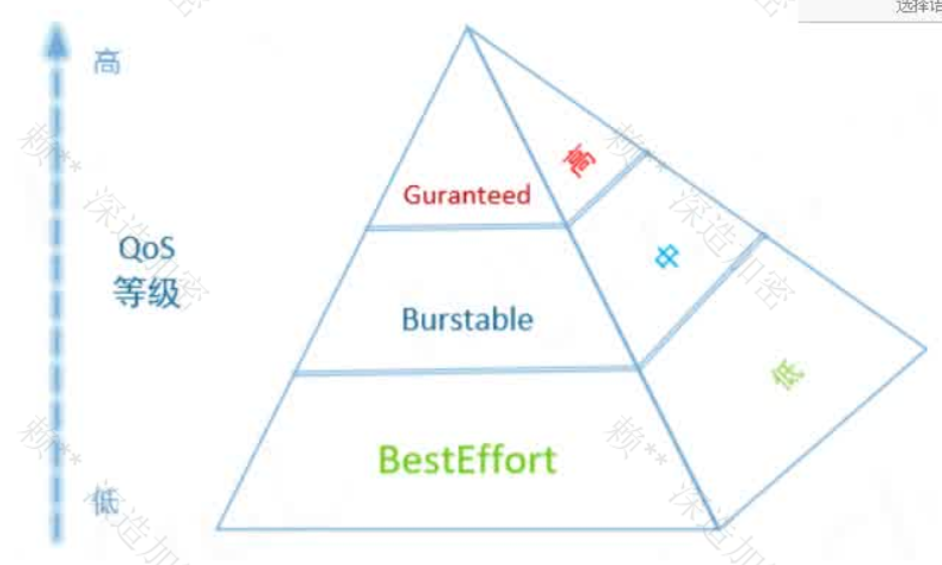 选择语
高
高
Guranteed
QoS
等级
中
Burstable
低
BestEffort
低
赖**
深造加密
赖**
深造加密
赖**
深造加密
赖**
深造加密